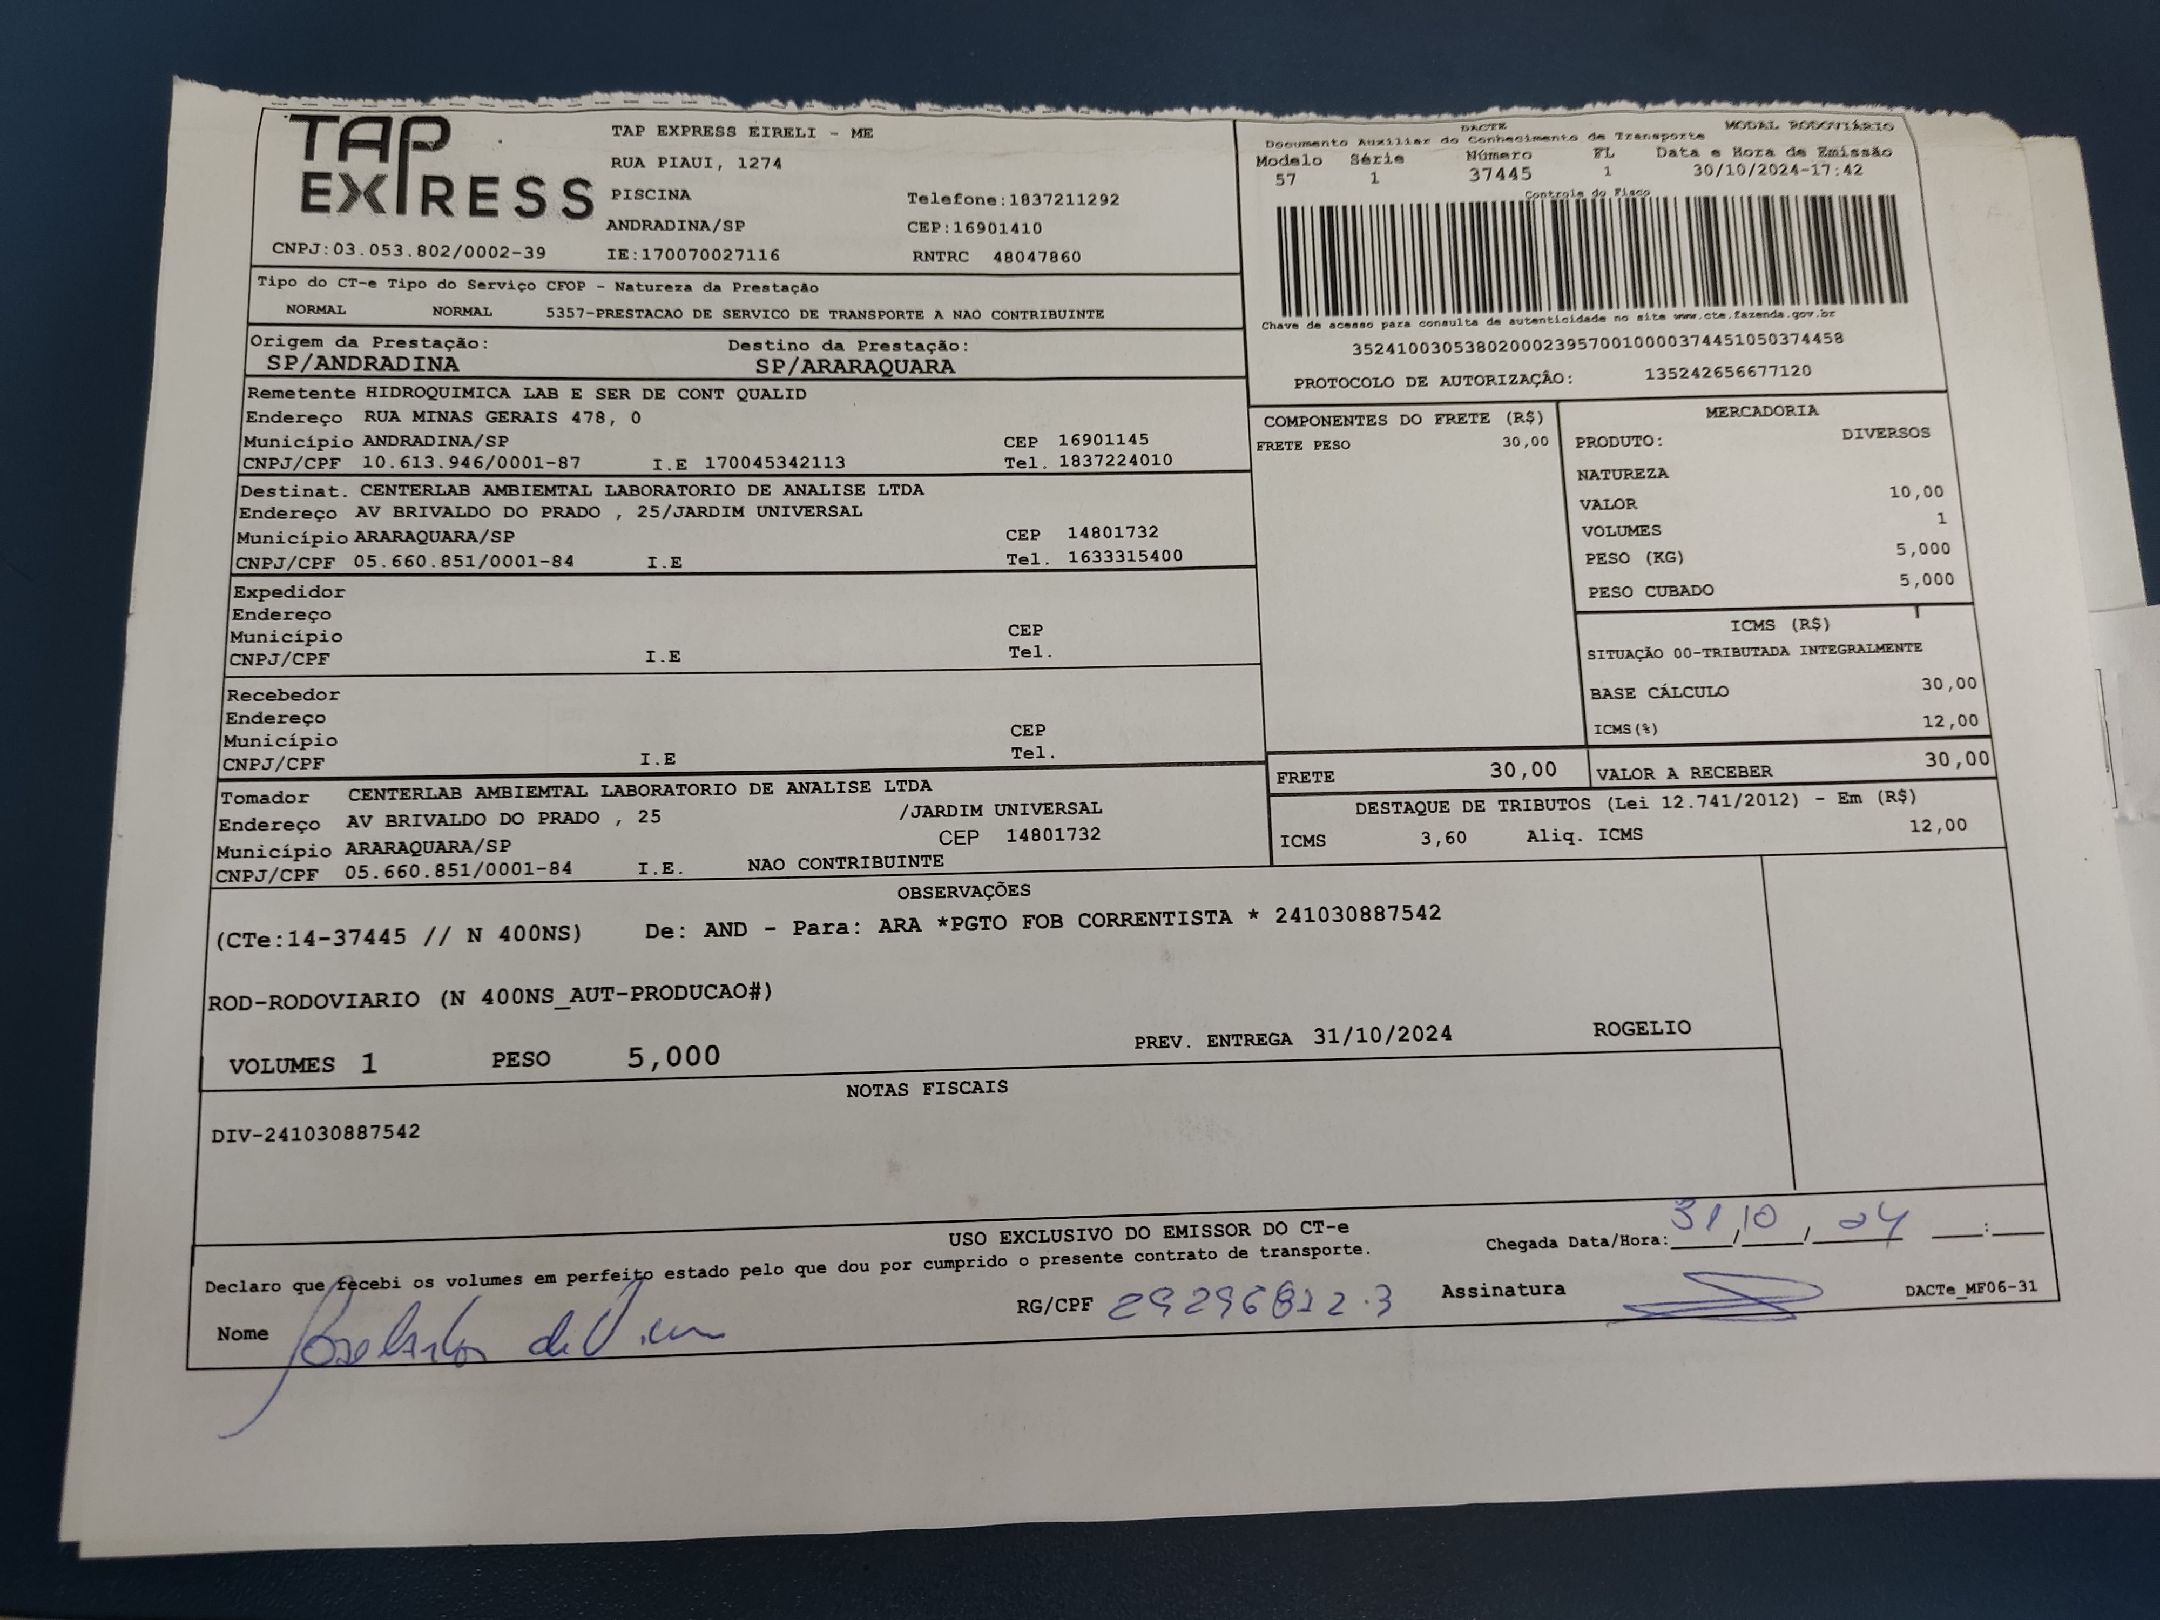 TAP EXPRESS
TAP EXPRESS EIRELI - ME
RUA PIAUI, 1274
PISCINA
Telefone:1837211292
ANDRADINA/SP
CEP:16901410
CNPJ:03.053.802/0002-39
IE:170070027116
RNTRC 48047860
DACTE
MODAL RODOVIÁRIO
Documento Auxiliar do Conhecimento de Transporte
Modelo Série Número FL Data e Hora de Emissão
57 1 37445 1 30/10/2024-17:42
Controle do Fisco
Chave de acesso para consulta de autenticidade no site www.cte.fazenda.gov.br
35241003053802000239570010000374451050374458
PROTOCOLO DE AUTORIZAÇÃO: 135242656677120
Tipo do CT-e Tipo do Serviço CFOP - Natureza da Prestação
NORMAL NORMAL 5357-PRESTACAO DE SERVICO DE TRANSPORTE A NAO CONTRIBUINTE
Origem da Prestação: Destino da Prestação:
SP/ANDRADINA SP/ARARAQUARA
Remetente HIDROQUIMICA LAB E SER DE CONT QUALID
Endereço RUA MINAS GERAIS 478, 0
Município ANDRADINA/SP CEP 16901145
CNPJ/CPF 10.613.946/0001-87 I.E 170045342113 Tel. 1837224010
Destinat. CENTERLAB AMBIEMTAL LABORATORIO DE ANALISE LTDA
Endereço AV BRIVALDO DO PRADO , 25/JARDIM UNIVERSAL
Município ARARAQUARA/SP CEP 14801732
CNPJ/CPF 05.660.851/0001-84 I.E Tel. 1633315400
Expedidor
Endereço
Município CEP
CNPJ/CPF I.E Tel.
Recebedor
Endereço
Município CEP
CNPJ/CPF I.E Tel.
Tomador CENTERLAB AMBIEMTAL LABORATORIO DE ANALISE LTDA
Endereço AV BRIVALDO DO PRADO , 25 /JARDIM UNIVERSAL
Município ARARAQUARA/SP CEP 14801732
CNPJ/CPF 05.660.851/0001-84 I.E. NAO CONTRIBUINTE
COMPONENTES DO FRETE (R$)
FRETE PESO 30,00
MERCADORIA
PRODUTO: DIVERSOS
NATUREZA
VALOR 10,00
VOLUMES 1
PESO (KG) 5,000
PESO CUBADO 5,000
ICMS (R$)
SITUAÇÃO 00-TRIBUTADA INTEGRALMENTE
BASE CÁLCULO 30,00
ICMS(%) 12,00
FRETE 30,00 VALOR A RECEBER 30,00
DESTAQUE DE TRIBUTOS (Lei 12.741/2012) - Em (R$)
ICMS 3,60 Aliq. ICMS 12,00
OBSERVAÇÕES
(CTe:14-37445 // N 400NS) De: AND - Para: ARA *PGTO FOB CORRENTISTA * 241030887542
ROD-RODOVIARIO (N 400NS_AUT-PRODUCAO#)
VOLUMES 1 PESO 5,000 PREV. ENTREGA 31/10/2024 ROGELIO
NOTAS FISCAIS
DIV-241030887542
USO EXCLUSIVO DO EMISSOR DO CT-e
Declaro que recebi os volumes em perfeito estado pelo que dou por cumprido o presente contrato de transporte.
Chegada Data/Hora: 31/10/24 __:__
Nome RG/CPF 29296822.3 Assinatura
DACTe_MF06-31